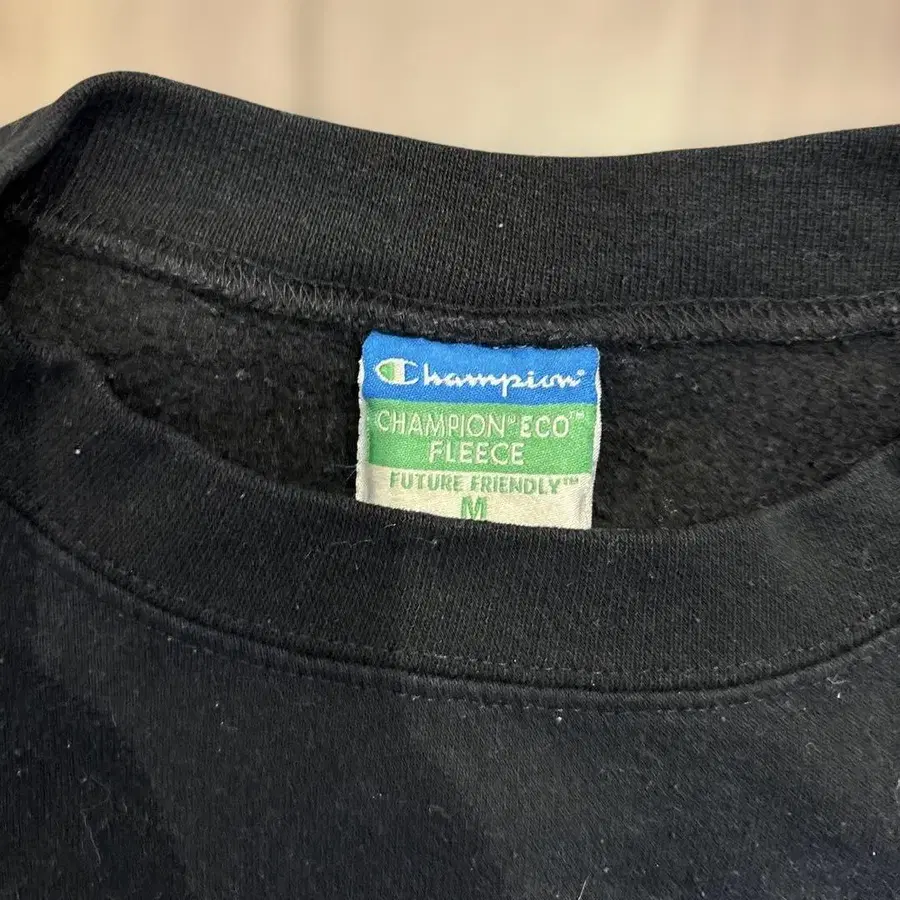 Champion®
CHAMPION® ECO™
FLEECE
FUTURE FRIENDLY™
M